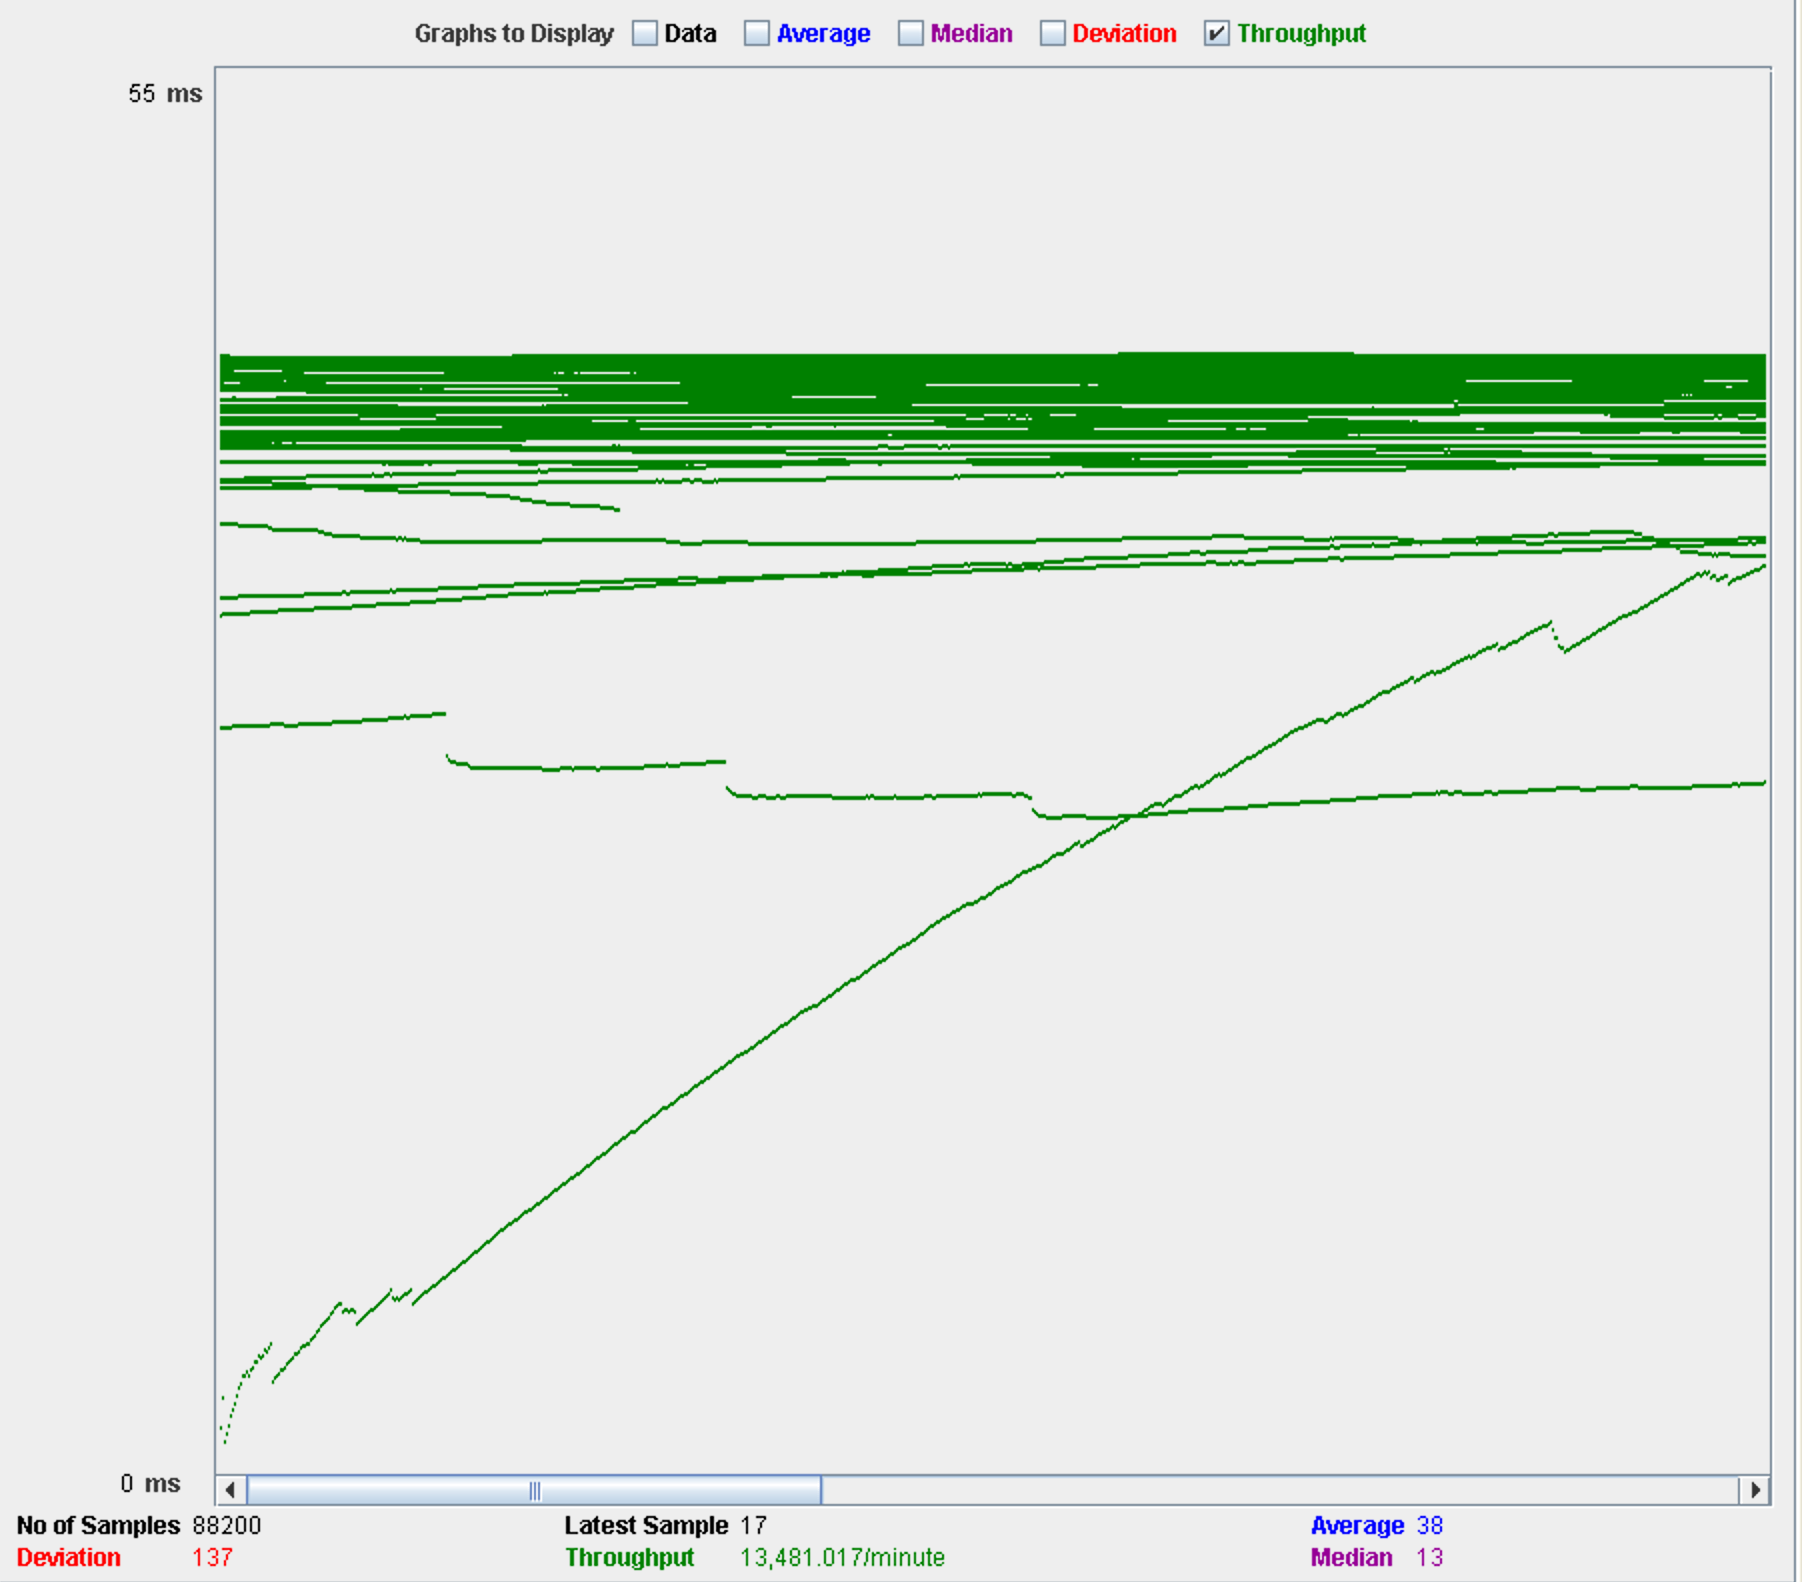 Graphs to Display Data Average Median Deviation Throughput
55 ms
0 ms
No of Samples 88200 Latest Sample 17 Average 38
Deviation 137 Throughput 13,481.017/minute Median 13